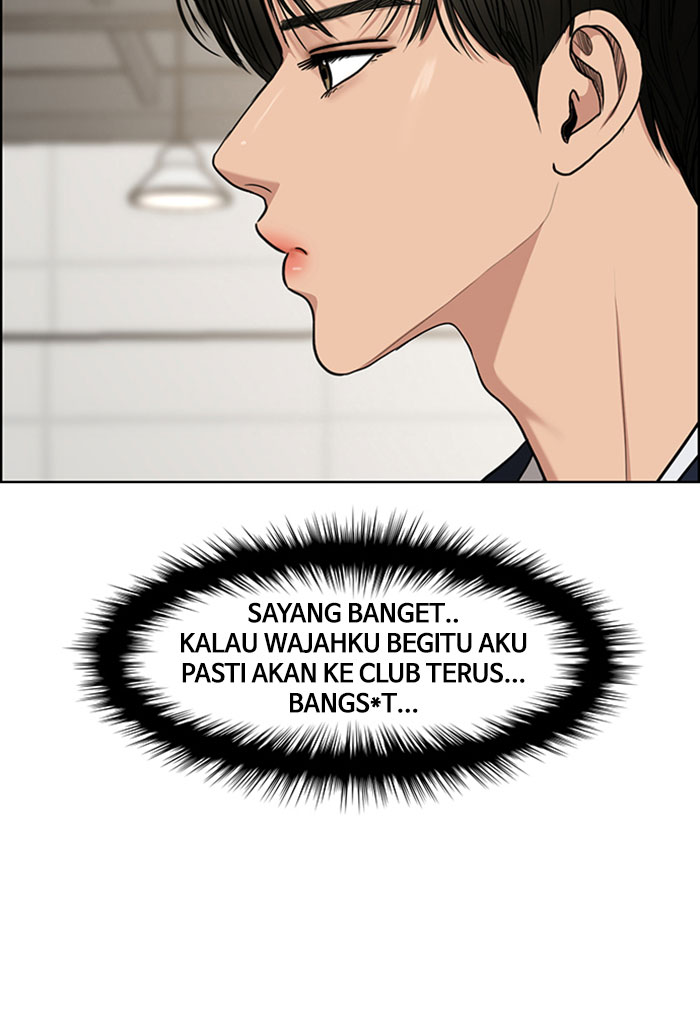 SAYANG BANGET..
KALAU WAJAHKU BEGITU AKU
PASTI AKAN KE CLUB TERUS...
BANGS*T...